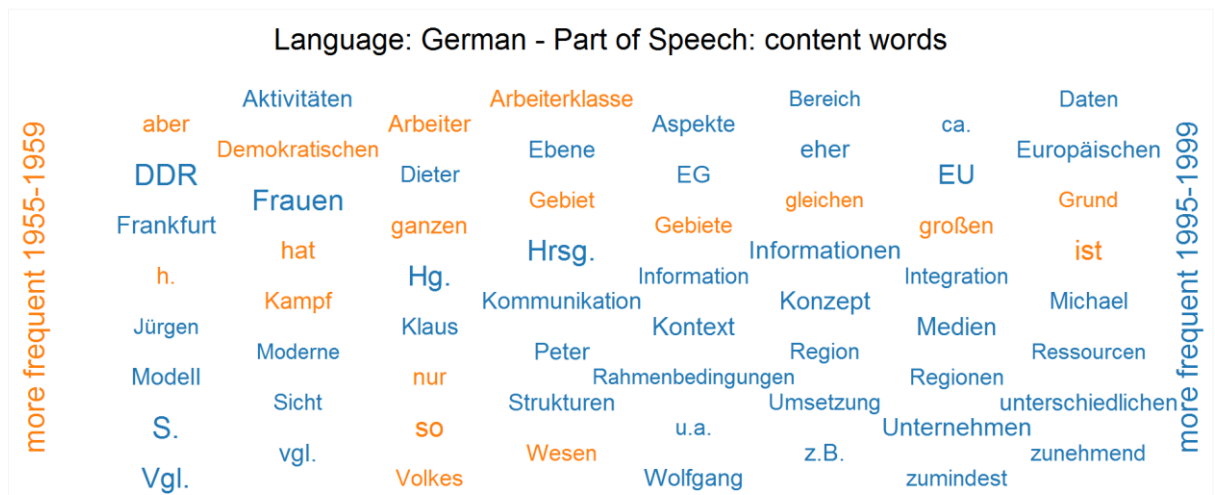 Language: German - Part of Speech: content words
more frequent 1955-1959
Aktivitäten Arbeiterklasse Bereich Daten
aber Arbeiter Aspekte ca.
Demokratischen Ebene eher Europäischen
DDR Dieter EG EU
Frauen Gebiet gleichen Grund
Frankfurt ganzen Gebiete großen
hat Hrsg. Informationen ist
h. Hg. Information Integration
Kampf Kommunikation Konzept Michael
Jürgen Klaus Kontext Medien
Moderne Peter Region Ressourcen
Modell nur Rahmenbedingungen Regionen
Sicht Strukturen Umsetzung unterschiedlichen
S. so u.a. Unternehmen
vgl. Wesen z.B. zunehmend
Vgl. Volkes Wolfgang zumindest
more frequent 1995-1999